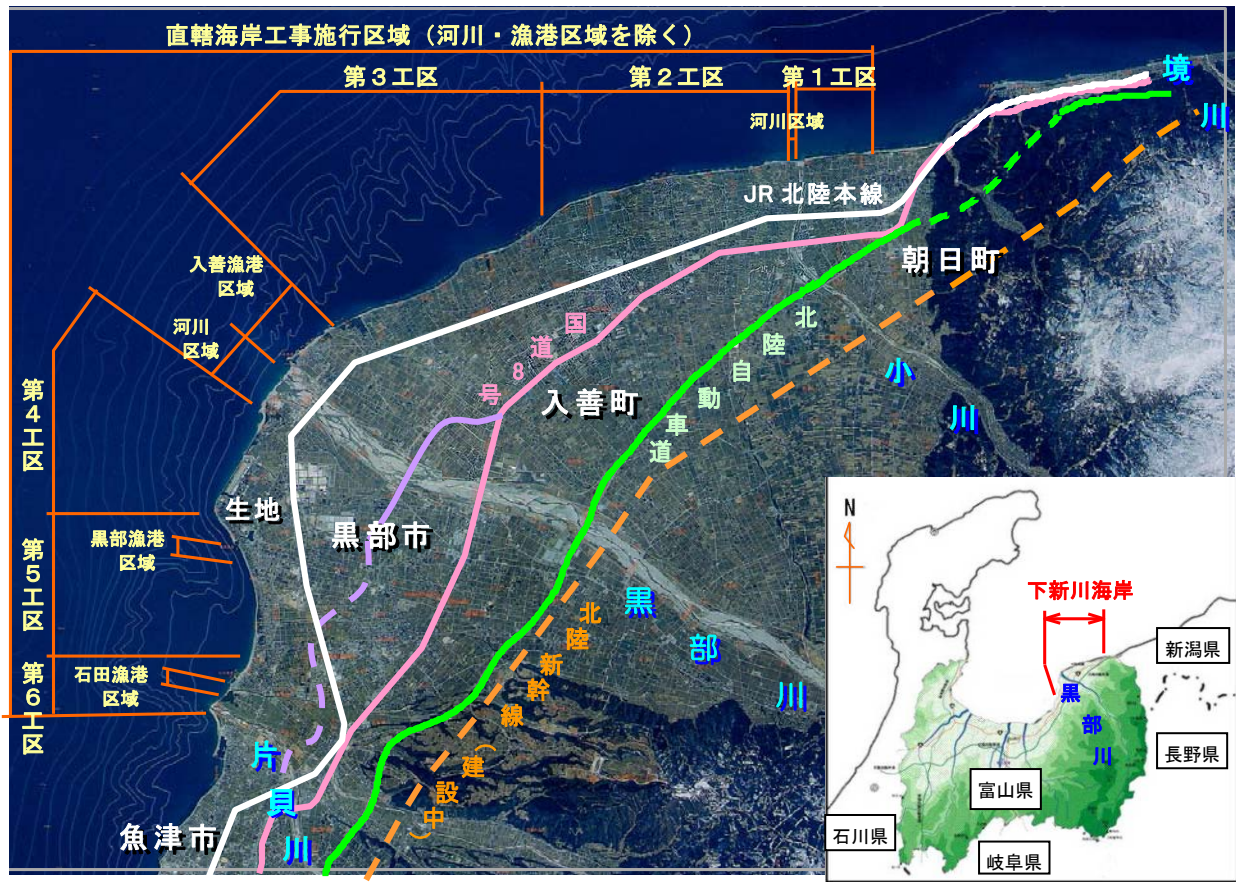 直轄海岸工事施行区域（河川・漁港区域を除く）
第３工区
第２工区
第１工区
河川区域
境川
JR 北陸本線
朝日町
入善漁港
区域
河川
区域
国道8号
北陸自動車道
小川
入善町
第4工区
生地
黒部市
黒部漁港
区域
第5工区
黒部川
北陸新幹線（建設中）
石田漁港
区域
第6工区
片貝川
魚津市
N
下新川海岸
新潟県
黒部川
長野県
富山県
石川県
岐阜県